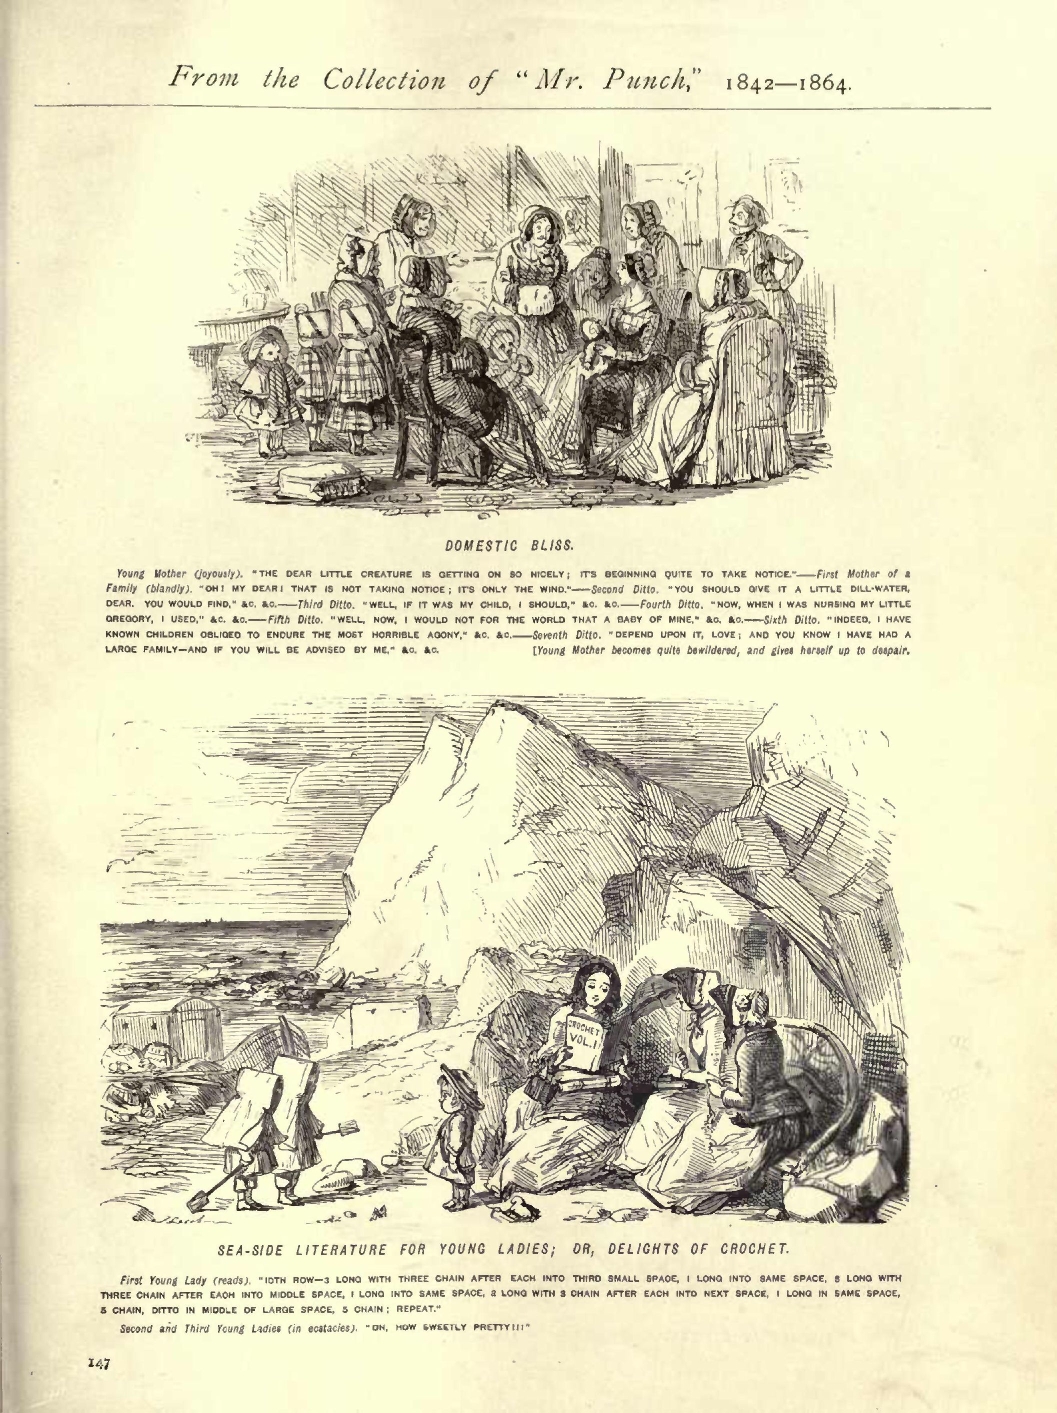 From the Collection of "Mr. Punch," 1842—1864.
DOMESTIC BLISS.
Young Mother (joyously). "THE DEAR LITTLE CREATURE IS GETTING ON SO NICELY; IT'S BEGINNING QUITE TO TAKE NOTICE."——First Mother of a
Family (blandly). "OH! MY DEAR! THAT IS NOT TAKING NOTICE; IT'S ONLY THE WIND."——Second Ditto. "YOU SHOULD GIVE IT A LITTLE DILL-WATER,
DEAR. YOU WOULD FIND," &C. &C.——Third Ditto. "WELL, IF IT WAS MY CHILD, I SHOULD," &C. &C.——Fourth Ditto. "NOW, WHEN I WAS NURSING MY LITTLE
GREGORY, I USED," &C. &C.——Fifth Ditto. "WELL, NOW, I WOULD NOT FOR THE WORLD THAT A BABY OF MINE," &C. &C.——Sixth Ditto. "INDEED, I HAVE
KNOWN CHILDREN OBLIGED TO ENDURE THE MOST HORRIBLE AGONY," &C. &C.——Seventh Ditto. "DEPEND UPON IT, LOVE; AND YOU KNOW I HAVE HAD A
LARGE FAMILY—AND IF YOU WILL BE ADVISED BY ME," &C. &C. [Young Mother becomes quite bewildered, and gives herself up to despair.
CROCHET
VOL. I
SEA-SIDE LITERATURE FOR YOUNG LADIES; OR, DELIGHTS OF CROCHET.
First Young Lady (reads). "10TH ROW—3 LONG WITH THREE CHAIN AFTER EACH INTO THIRD SMALL SPACE, 1 LONG INTO SAME SPACE, 5 LONG WITH
THREE CHAIN AFTER EACH INTO MIDDLE SPACE, 1 LONG INTO SAME SPACE, 2 LONG WITH 3 CHAIN AFTER EACH INTO NEXT SPACE, 1 LONG IN SAME SPACE,
5 CHAIN, DITTO IN MIDDLE OF LARGE SPACE, 5 CHAIN; REPEAT."
Second and Third Young Ladies (in ecstacies). "OH, HOW SWEETLY PRETTY!!!"
147